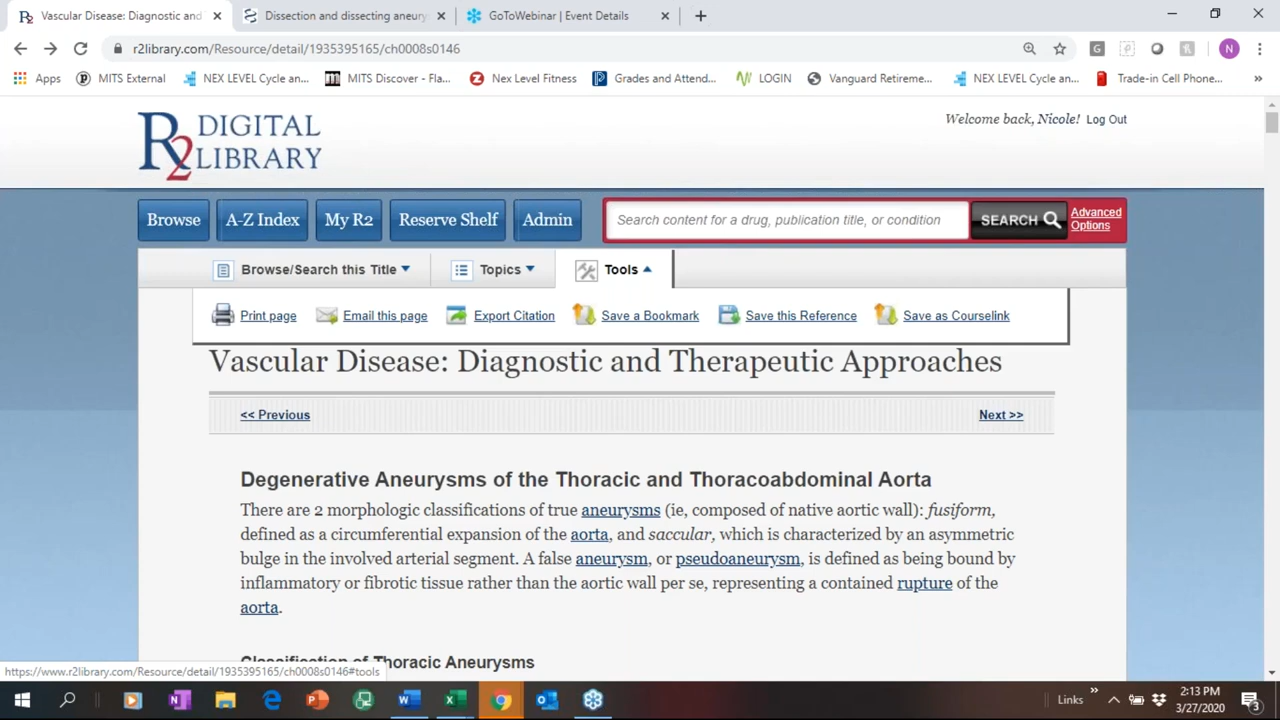 Vascular Disease: Diagnostic and
Dissection and dissecting aneury
GoToWebinar | Event Details
r2library.com/Resource/detail/1935395165/ch0008s0146
N
Apps
MITS External
NEX LEVEL Cycle an...
MITS Discover - Fla...
Nex Level Fitness
Grades and Attend...
LOGIN
Vanguard Retireme...
NEX LEVEL Cycle an...
Trade-in Cell Phone...
»
R2 DIGITAL LIBRARY
Welcome back, Nicole! Log Out
Browse
A-Z Index
My R2
Reserve Shelf
Admin
Search content for a drug, publication title, or condition
SEARCH
Advanced
Options
Browse/Search this Title
Topics
Tools
Print page
Email this page
Export Citation
Save a Bookmark
Save this Reference
Save as Courselink
Vascular Disease: Diagnostic and Therapeutic Approaches
<< Previous
Next >>
Degenerative Aneurysms of the Thoracic and Thoracoabdominal Aorta
There are 2 morphologic classifications of true aneurysms (ie, composed of native aortic wall): fusiform,
defined as a circumferential expansion of the aorta, and saccular, which is characterized by an asymmetric
bulge in the involved arterial segment. A false aneurysm, or pseudoaneurysm, is defined as being bound by
inflammatory or fibrotic tissue rather than the aortic wall per se, representing a contained rupture of the
aorta.
Classification of Thoracic Aneurysms
https://www.r2library.com/Resource/detail/1935395165/ch0008s0146#tools
Links
»
2:13 PM
3/27/2020
3